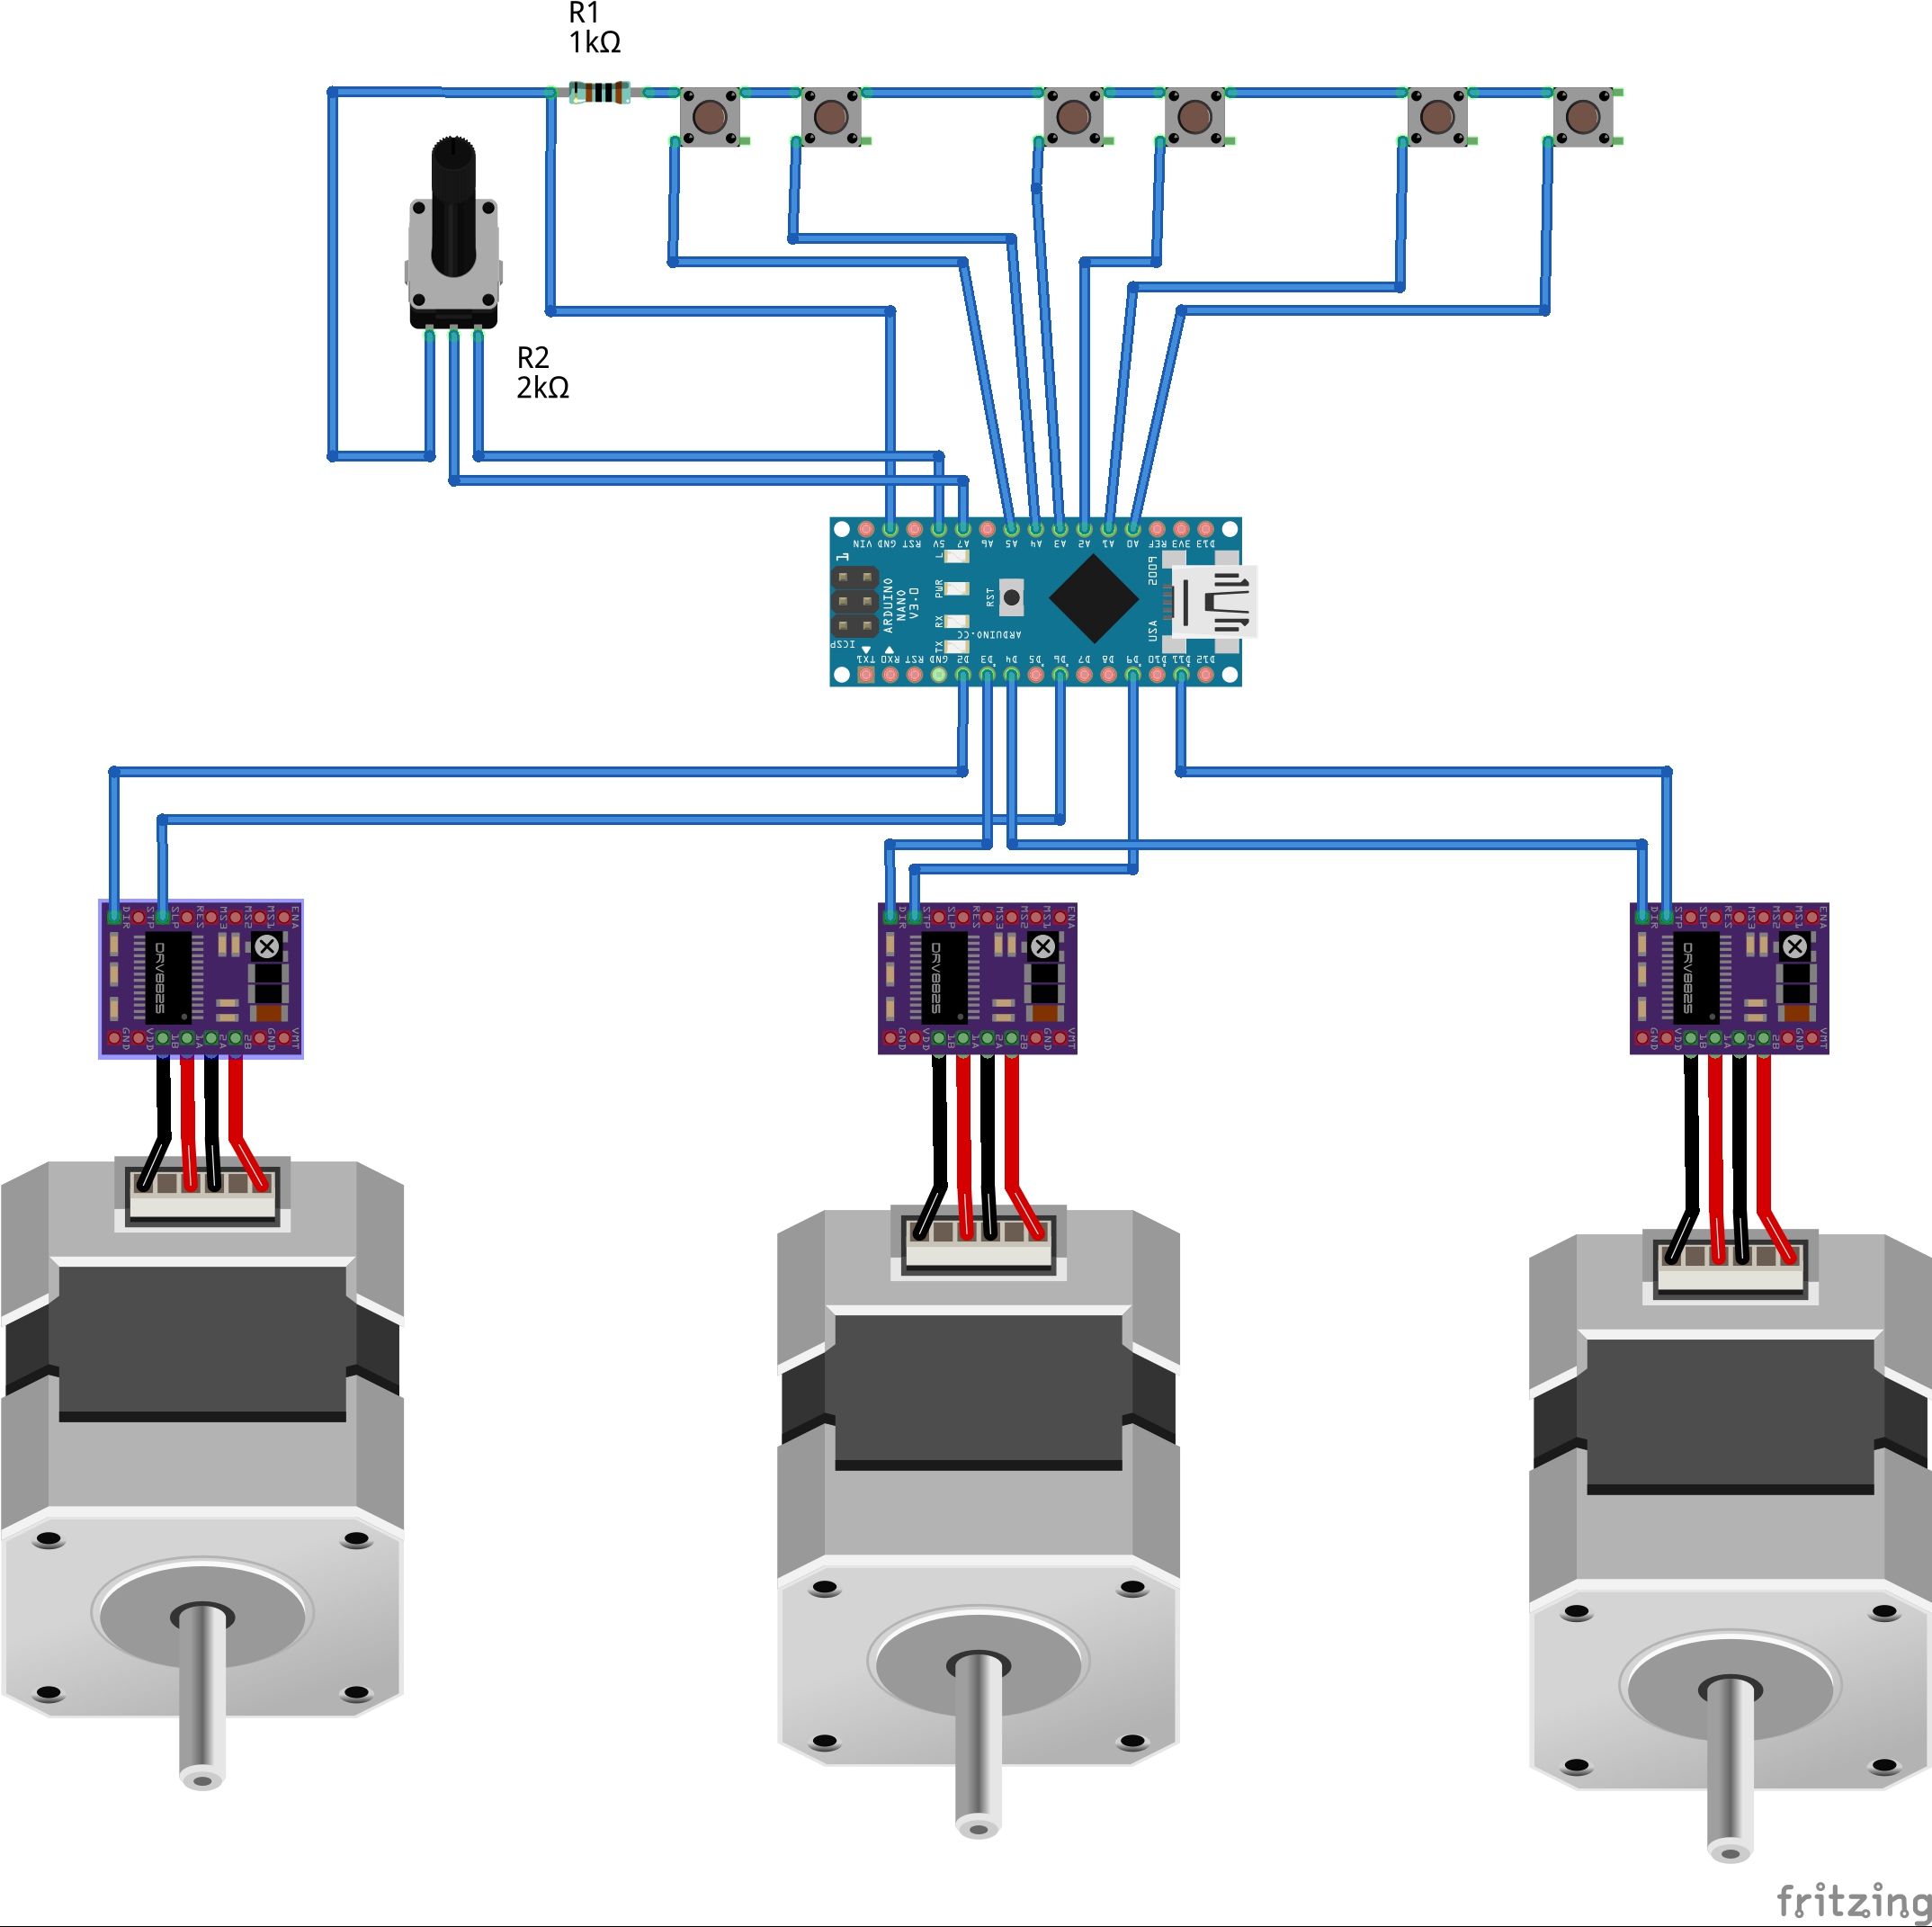 R1
1kΩ
R2
2kΩ
VIN GND RST 5V A7 A6 A5 A4 A3 A2 A1 A0 REF 3V3 D13
1
L
PWR
RX
TX
RST
ARDUINO
NANO
V3.0
ARDUINO.CC
ICSP
USA
TX1 RX0 RST GND D2 D3 D4 D5 D6 D7 D8 D9 D10 D11 D12
DIR STP SLP RES MS3 MS2 MS1 ENA
DRV8825
GND VDD 1B 1A 2A 2B GND VMT
DIR STP SLP RES MS3 MS2 MS1 ENA
DRV8825
GND VDD 1B 1A 2A 2B GND VMT
DIR STP SLP RES MS3 MS2 MS1 ENA
DRV8825
GND VDD 1B 1A 2A 2B GND VMT
fritzing